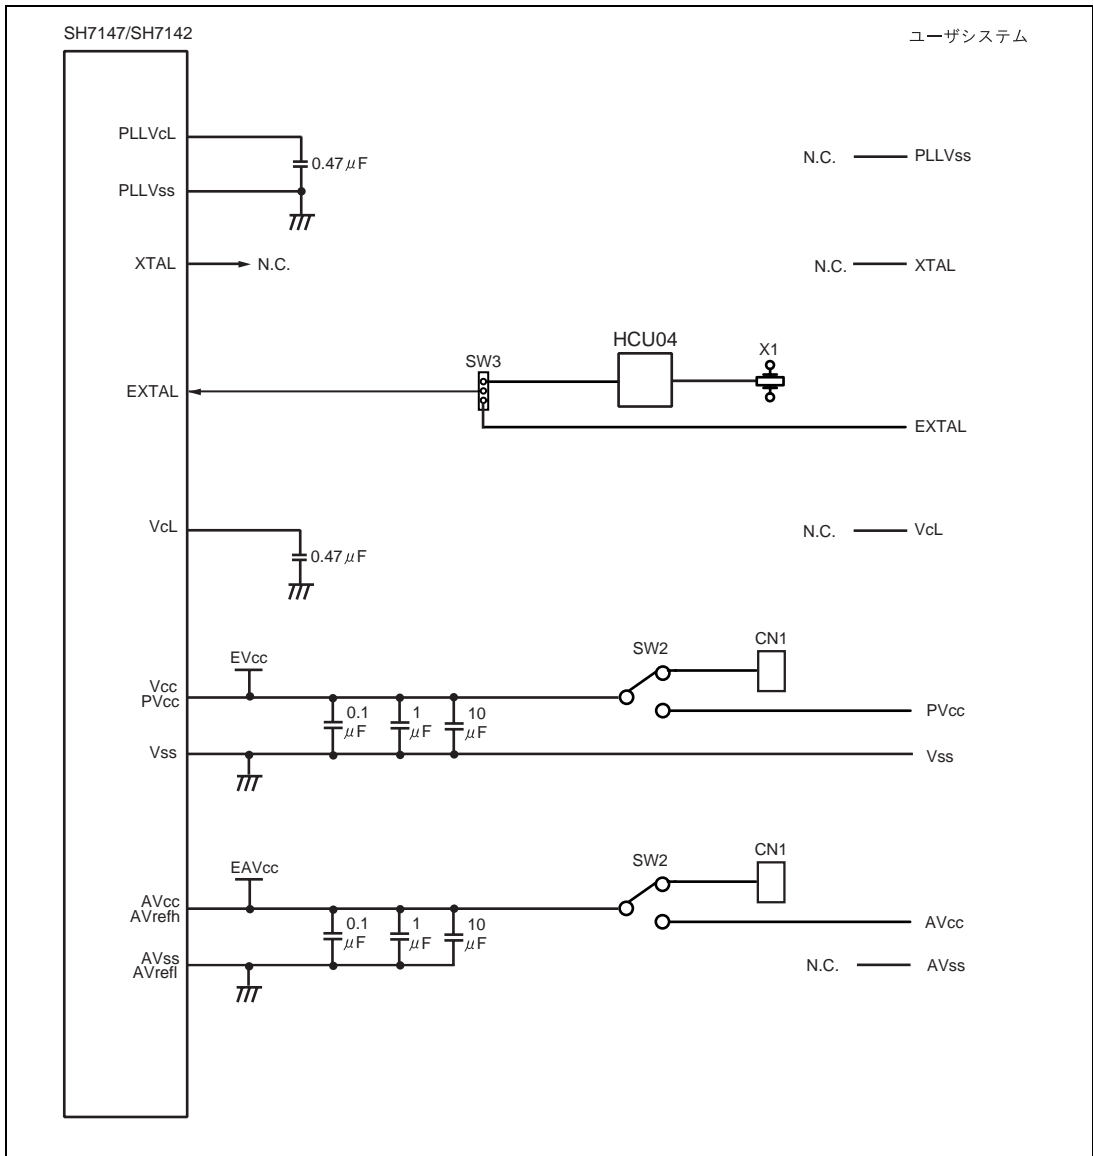 SH7147/SH7142
ユーザシステム
PLLVcL
0.47μF
N.C.
PLLVss
PLLVss
XTAL
N.C.
N.C.
XTAL
HCU04
X1
SW3
EXTAL
EXTAL
VcL
N.C.
VcL
0.47μF
CN1
SW2
EVcc
Vcc
PVcc
0.1
μF
1
μF
10
μF
PVcc
Vss
Vss
CN1
SW2
EAVcc
AVcc
AVrefh
0.1
μF
1
μF
10
μF
AVcc
AVss
AVrefl
N.C.
AVss